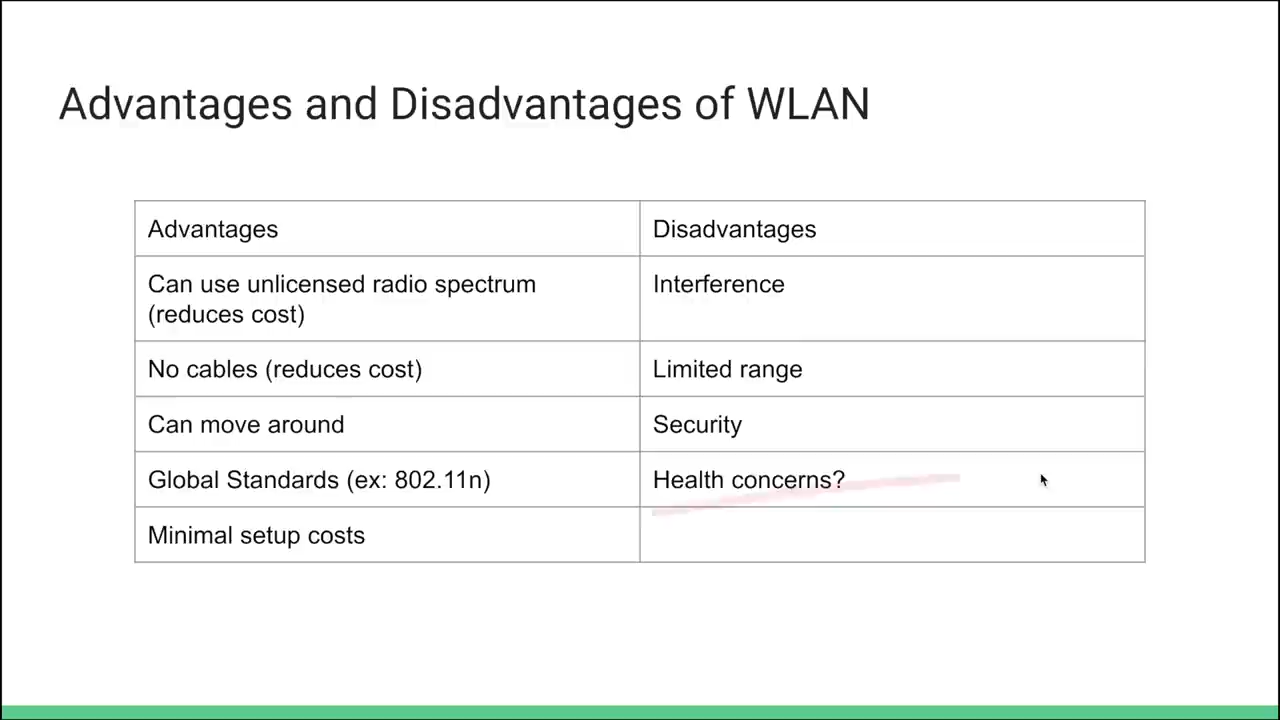 Advantages and Disadvantages of WLAN
Advantages
Disadvantages
Can use unlicensed radio spectrum
(reduces cost)
Interference
No cables (reduces cost)
Limited range
Can move around
Security
Global Standards (ex: 802.11n)
Health concerns?
Minimal setup costs